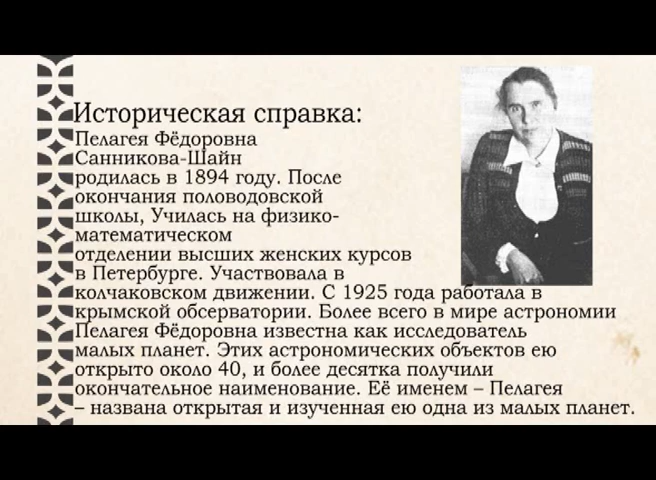 Историческая справка:
Пелагея Фёдоровна
Санникова-Шайн
родилась в 1894 году. После
окончания половодовской
школы, Училась на физико-
математическом
отделении высших женских курсов
в Петербурге. Участвовала в
колчаковском движении. С 1925 года работала в
крымской обсерватории. Более всего в мире астрономии
Пелагея Фёдоровна известна как исследователь
малых планет. Этих астрономических объектов ею
открыто около 40, и более десятка получили
окончательное наименование. Её именем – Пелагея
– названа открытая и изученная ею одна из малых планет.